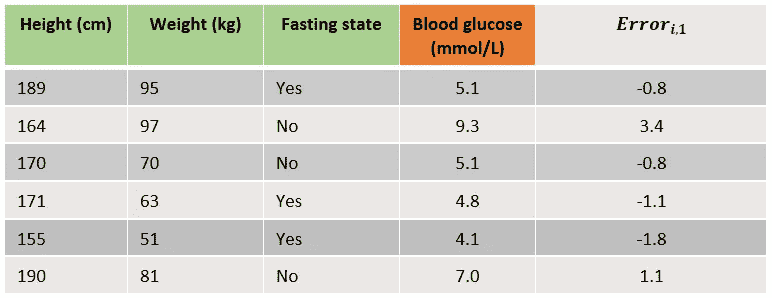 Height (cm) Weight (kg) Fasting state Blood glucose (mmol/L) Error i,1
189 95 Yes 5.1 -0.8
164 97 No 9.3 3.4
170 70 No 5.1 -0.8
171 63 Yes 4.8 -1.1
155 51 Yes 4.1 -1.8
190 81 No 7.0 1.1